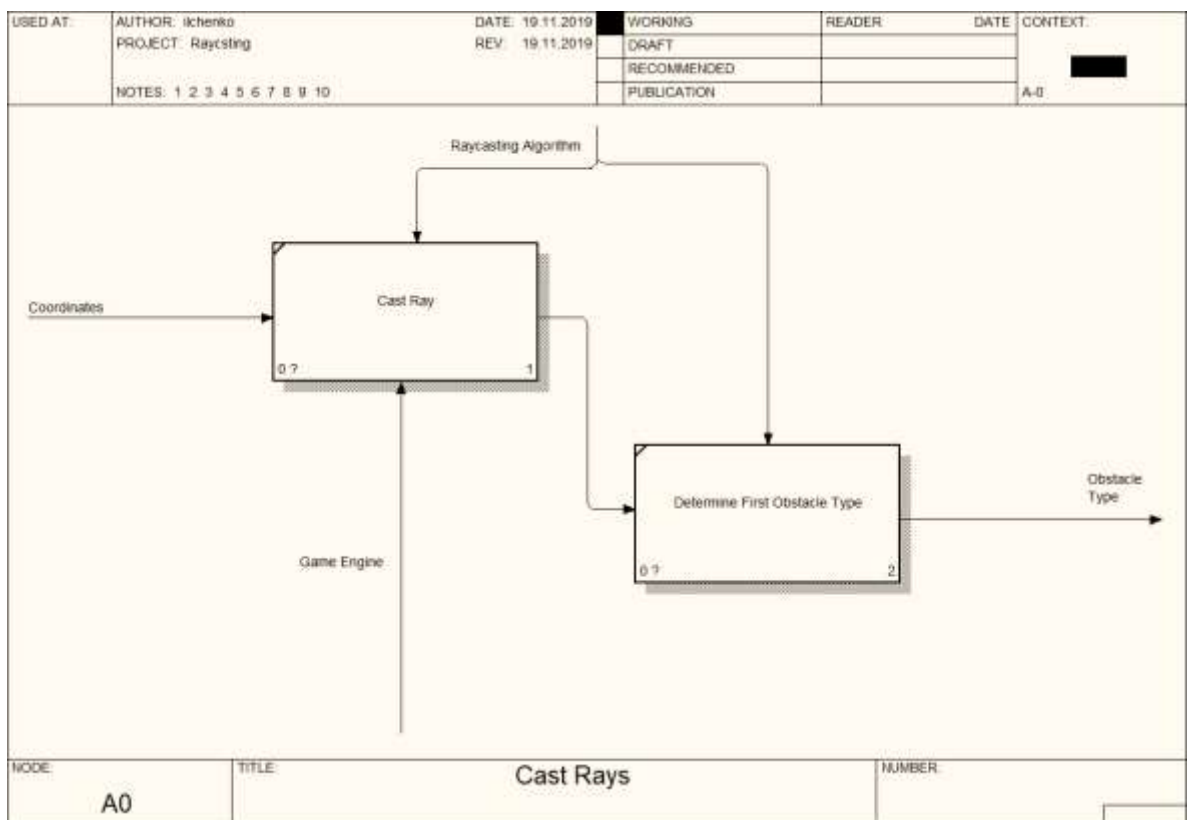 USED AT:
AUTHOR: ilchenko
DATE: 19.11.2019
WORKING
READER
DATE
CONTEXT:
PROJECT: Raycsting
REV: 19.11.2019
DRAFT
RECOMMENDED
NOTES: 1 2 3 4 5 6 7 8 9 10
PUBLICATION
A-0
Raycasting Algorithm
Cast Ray
Coordinates
0 ?
1
Obstacle
Type
Determine First Obstacle Type
Game Engine
0 ?
2
NODE:
TITLE:
Cast Rays
NUMBER:
A0